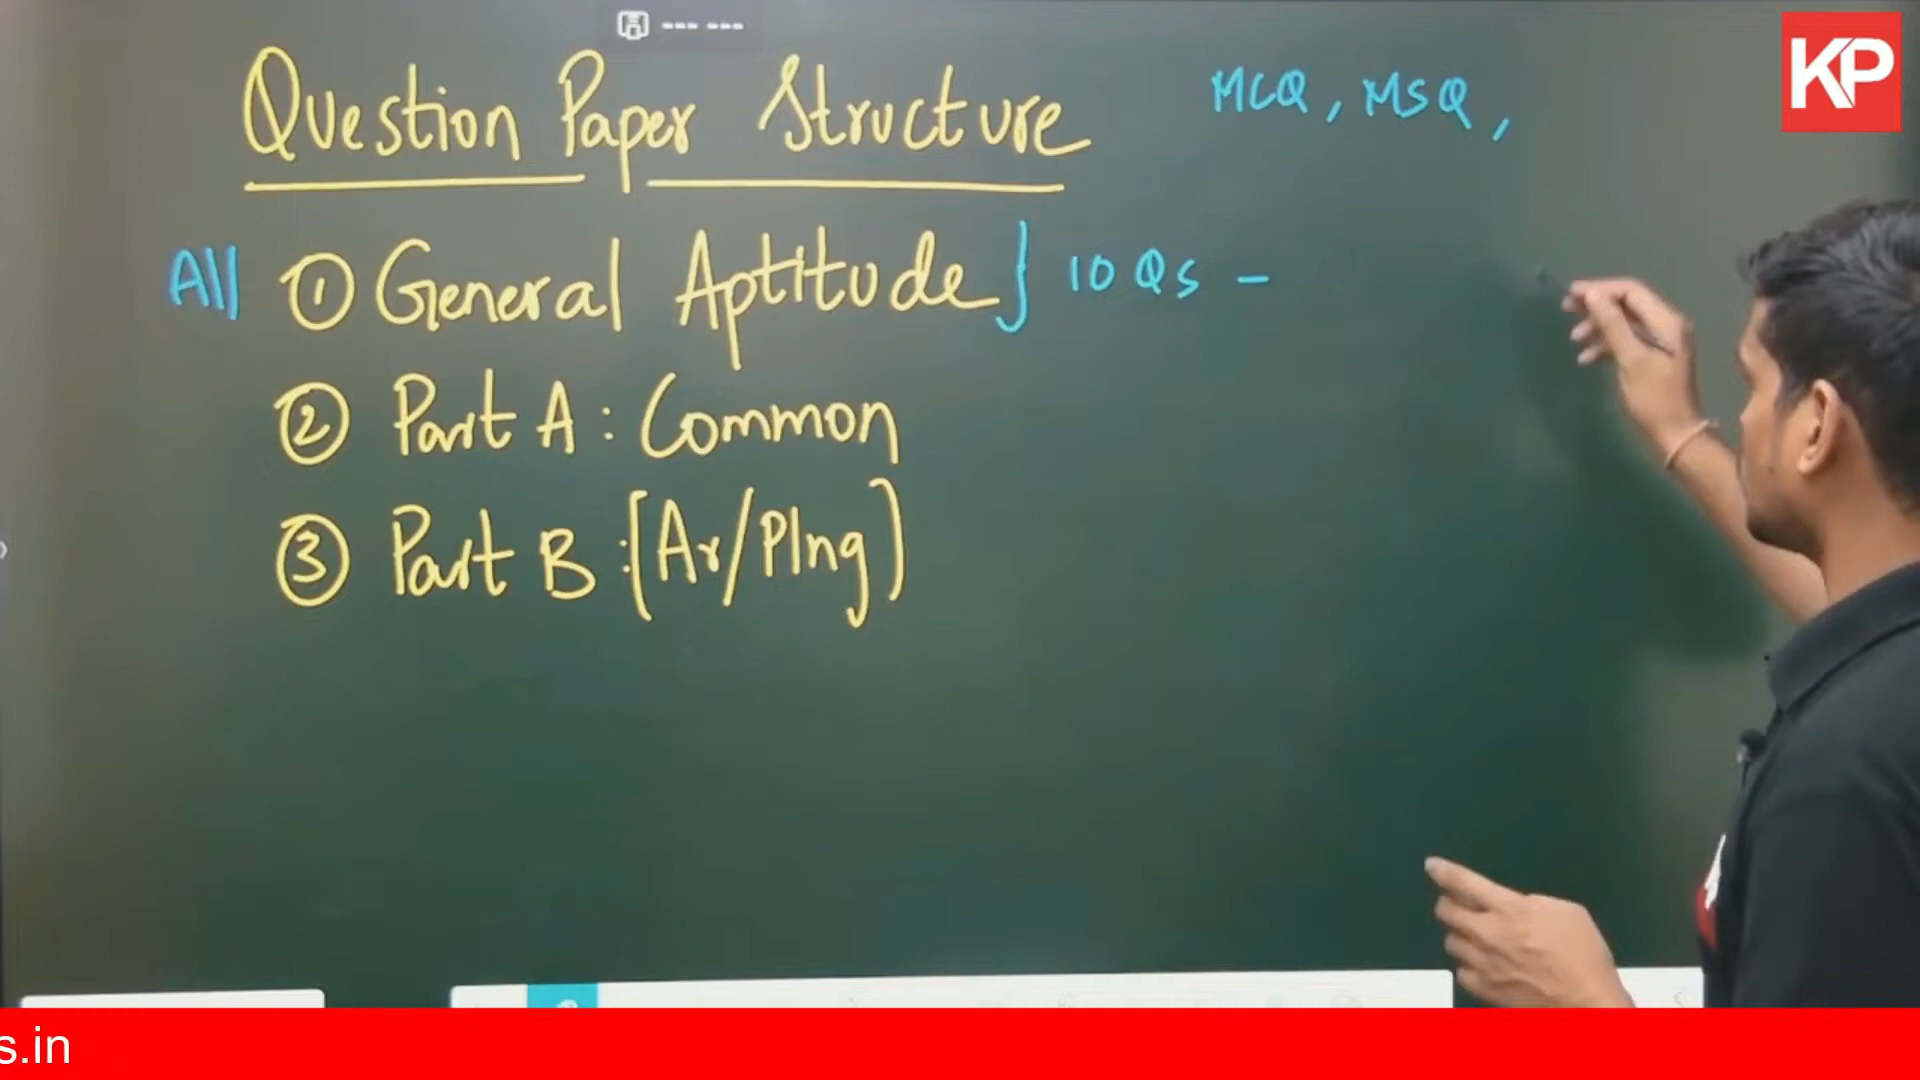 Question Paper Structure
MCQ, MSQ,
KP
All ① General Aptitude} 10 Qs –
② Part A : Common
③ Part B :[Ar/Plng]
s.in